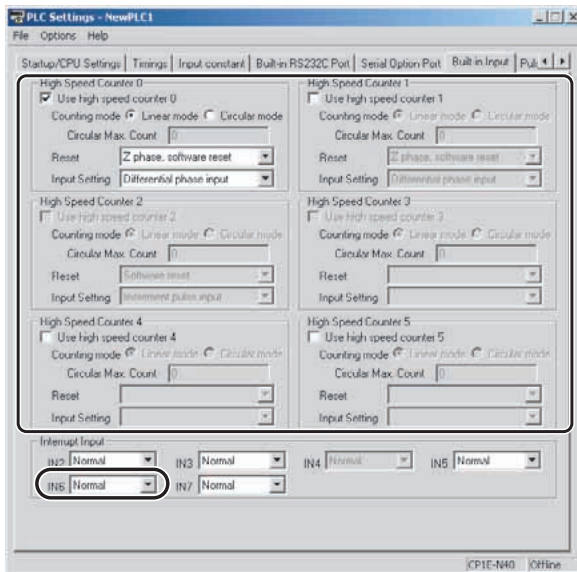 PLC Settings - NewPLC1
File Options Help
Startup/CPU Settings Timings Input constant Built-in RS232C Port Serial Option Port Built-in Input Pul
High Speed Counter 0
Use high speed counter 0
Counting mode Linear mode Circular mode
Circular Max. Count 0
Reset Z phase, software reset
Input Setting Differential phase input
High Speed Counter 1
Use high speed counter 1
Counting mode Linear mode Circular mode
Circular Max. Count 0
Reset Z phase, software reset
Input Setting Differential phase input
High Speed Counter 2
Use high speed counter 2
Counting mode Linear mode Circular mode
Circular Max. Count 0
Reset Software reset
Input Setting Increment pulse input
High Speed Counter 3
Use high speed counter 3
Counting mode Linear mode Circular mode
Circular Max. Count 0
Reset
Input Setting
High Speed Counter 4
Use high speed counter 4
Counting mode Linear mode Circular mode
Circular Max. Count 0
Reset
Input Setting
High Speed Counter 5
Use high speed counter 5
Counting mode Linear mode Circular mode
Circular Max. Count 0
Reset
Input Setting
Interrupt Input
IN2 Normal IN3 Normal IN4 Normal IN5 Normal
IN6 Normal IN7 Normal
CP1E-N40 Offline